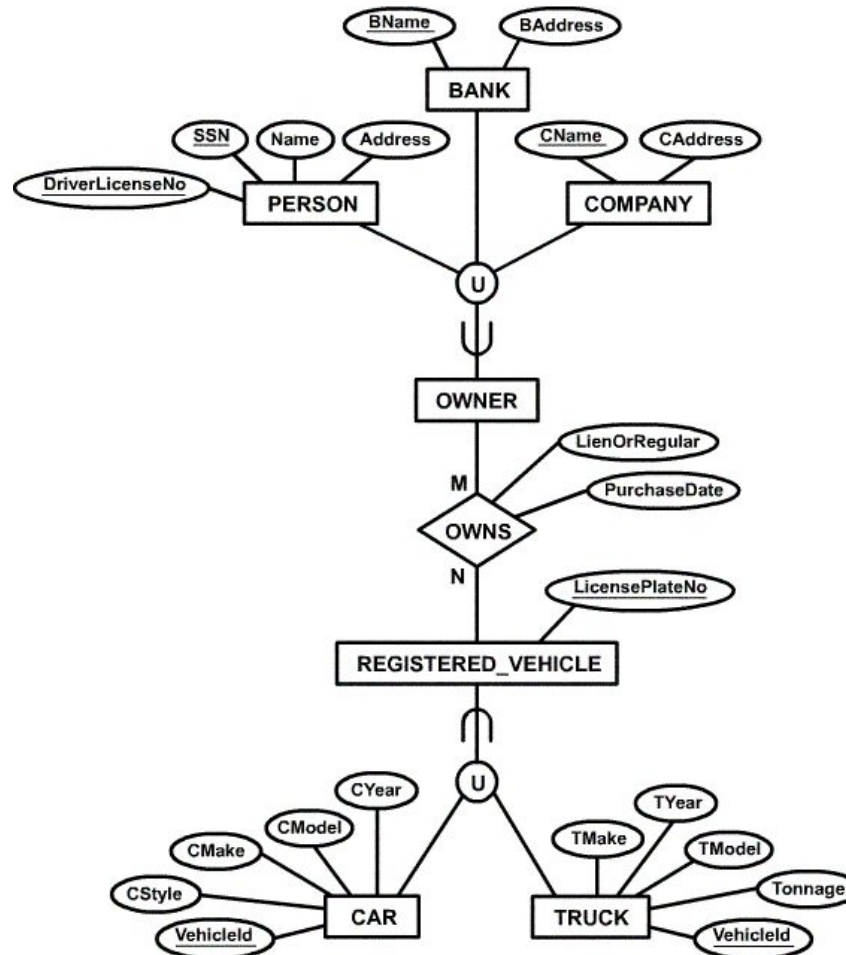 BName
BAddress
BANK
SSN
Name
Address
CName
CAddress
DriverLicenseNo
PERSON
COMPANY
U
OWNER
LienOrRegular
M
PurchaseDate
OWNS
N
LicensePlateNo
REGISTERED_VEHICLE
U
CYear
TYear
CModel
TMake
CMake
TModel
CStyle
Tonnage
CAR
TRUCK
VehicleId
VehicleId